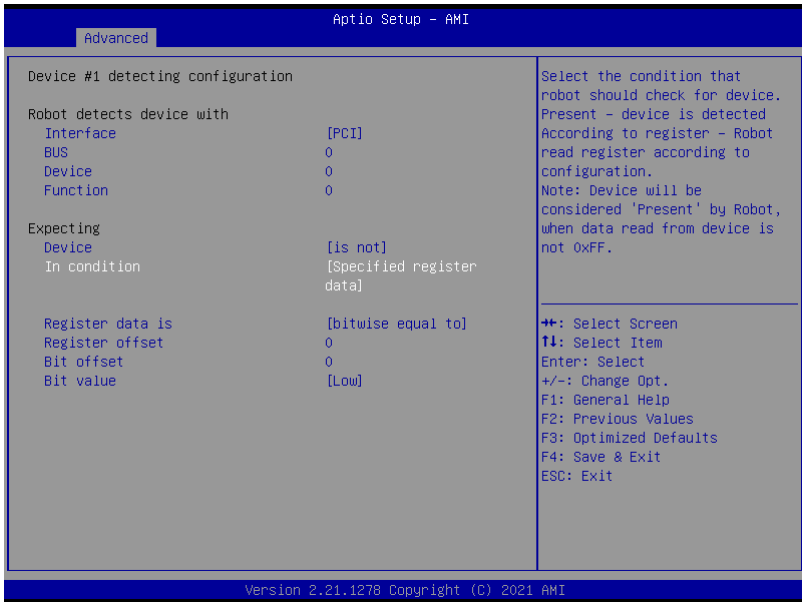 Aptio Setup – AMI
Advanced
Device #1 detecting configuration
Robot detects device with
Interface [PCI]
BUS 0
Device 0
Function 0
Expecting
Device [is not]
In condition [Specified register
data]
Register data is [bitwise equal to]
Register offset 0
Bit offset 0
Bit value [Low]
Select the condition that
robot should check for device.
Present – device is detected
According to register – Robot
read register according to
configuration.
Note: Device will be
considered 'Present' by Robot,
when data read from device is
not 0xFF.
→←: Select Screen
↑↓: Select Item
Enter: Select
+/-: Change Opt.
F1: General Help
F2: Previous Values
F3: Optimized Defaults
F4: Save & Exit
ESC: Exit
Version 2.21.1278 Copyright (C) 2021 AMI